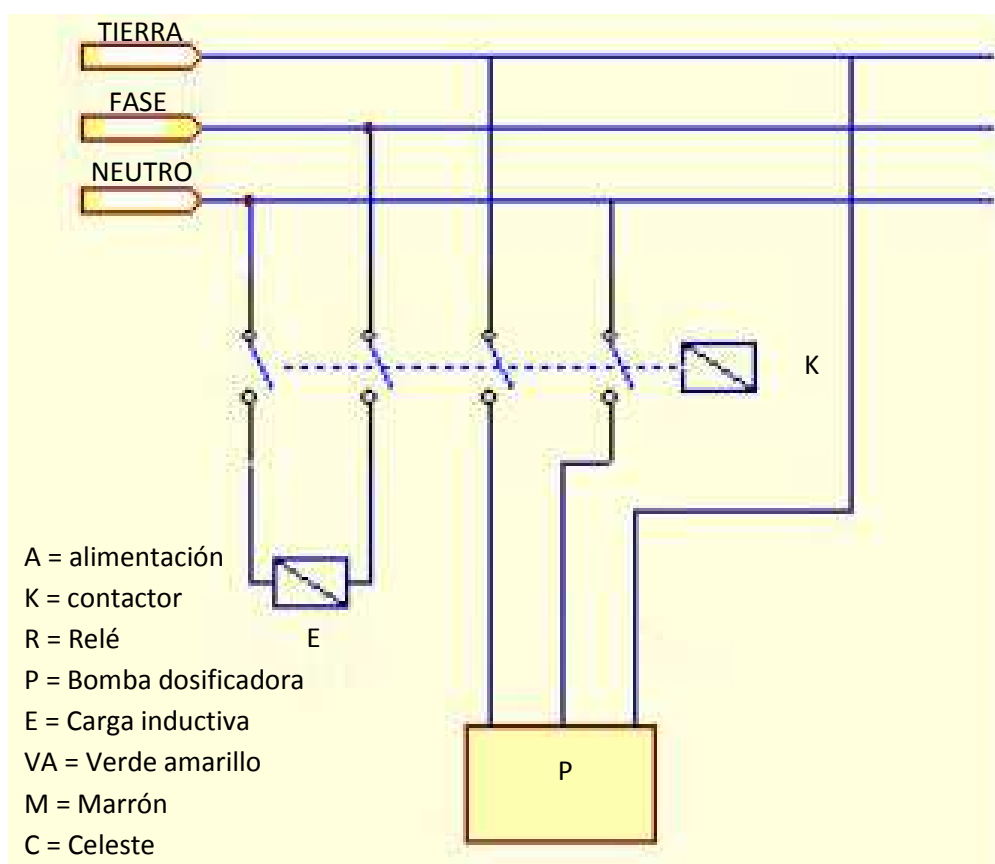 TIERRA
FASE
NEUTRO
K
A = alimentación
K = contactor
R = Relé
E
P = Bomba dosificadora
E = Carga inductiva
VA = Verde amarillo
P
M = Marrón
C = Celeste